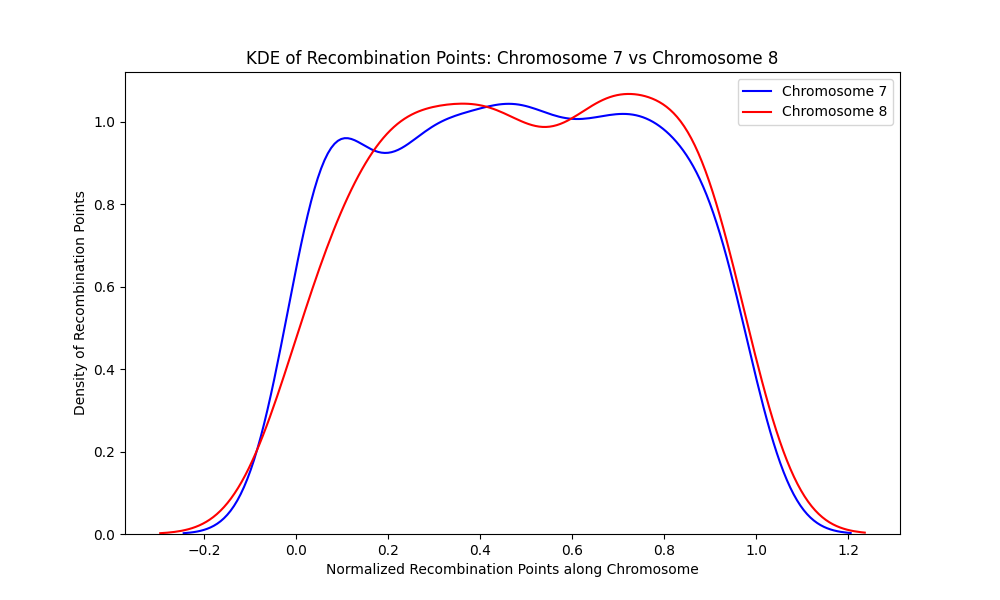 KDE of Recombination Points: Chromosome 7 vs Chromosome 8
Chromosome 7
Chromosome 8
Density of Recombination Points
1.0
0.8
0.6
0.4
0.2
0.0
−0.2 0.0 0.2 0.4 0.6 0.8 1.0 1.2
Normalized Recombination Points along Chromosome